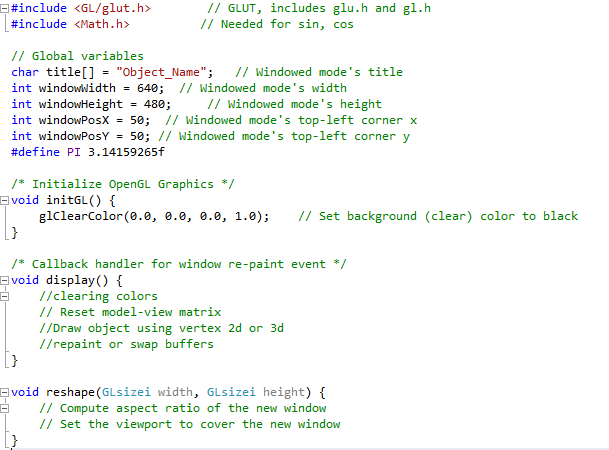 #include <GL/glut.h> // GLUT, includes glu.h and gl.h
#include <Math.h> // Needed for sin, cos
// Global variables
char title[] = "Object_Name"; // Windowed mode's title
int windowWidth = 640; // Windowed mode's width
int windowHeight = 480; // Windowed mode's height
int windowPosX = 50; // Windowed mode's top-left corner x
int windowPosY = 50; // Windowed mode's top-left corner y
#define PI 3.14159265f
/* Initialize OpenGL Graphics */
void initGL() {
glClearColor(0.0, 0.0, 0.0, 1.0); // Set background (clear) color to black
}
/* Callback handler for window re-paint event */
void display() {
//clearing colors
// Reset model-view matrix
//Draw object using vertex 2d or 3d
//repaint or swap buffers
}
void reshape(GLsizei width, GLsizei height) {
// Compute aspect ratio of the new window
// Set the viewport to cover the new window
}